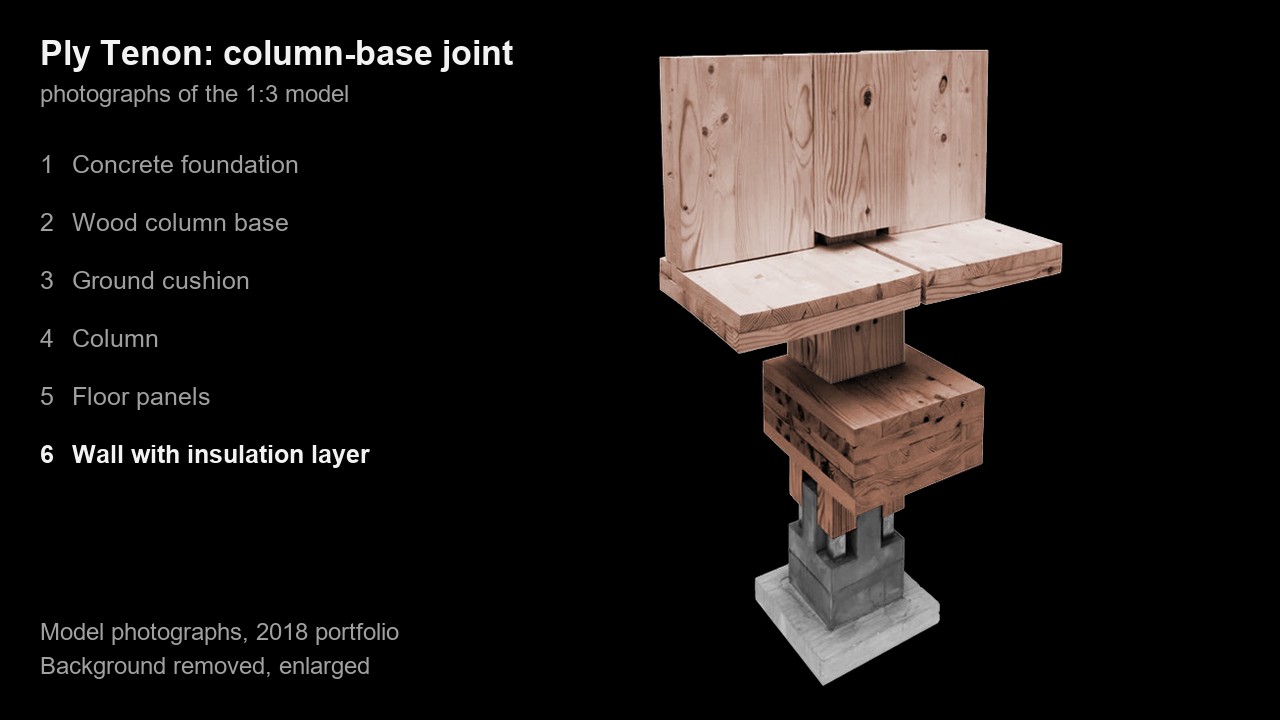 Ply Tenon: column-base joint
photographs of the 1:3 model
1 Concrete foundation
2 Wood column base
3 Ground cushion
4 Column
5 Floor panels
6 Wall with insulation layer
Model photographs, 2018 portfolio
Background removed, enlarged